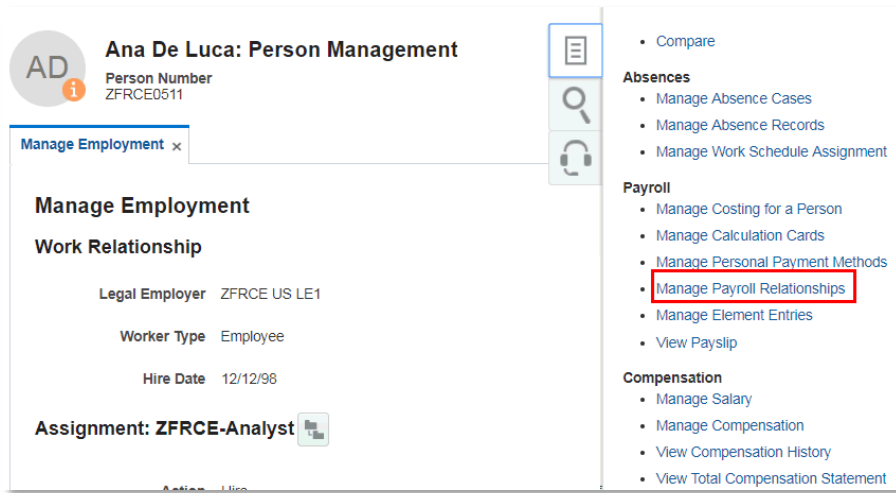 AD
i
Ana De Luca: Person Management
Person Number
ZFRCE0511
Manage Employment x
Manage Employment
Work Relationship
Legal Employer ZFRCE US LE1
Worker Type Employee
Hire Date 12/12/98
Assignment: ZFRCE-Analyst
Action Hire
• Compare
Absences
• Manage Absence Cases
• Manage Absence Records
• Manage Work Schedule Assignment
Payroll
• Manage Costing for a Person
• Manage Calculation Cards
• Manage Personal Payment Methods
• Manage Payroll Relationships
• Manage Element Entries
• View Payslip
Compensation
• Manage Salary
• Manage Compensation
• View Compensation History
• View Total Compensation Statement